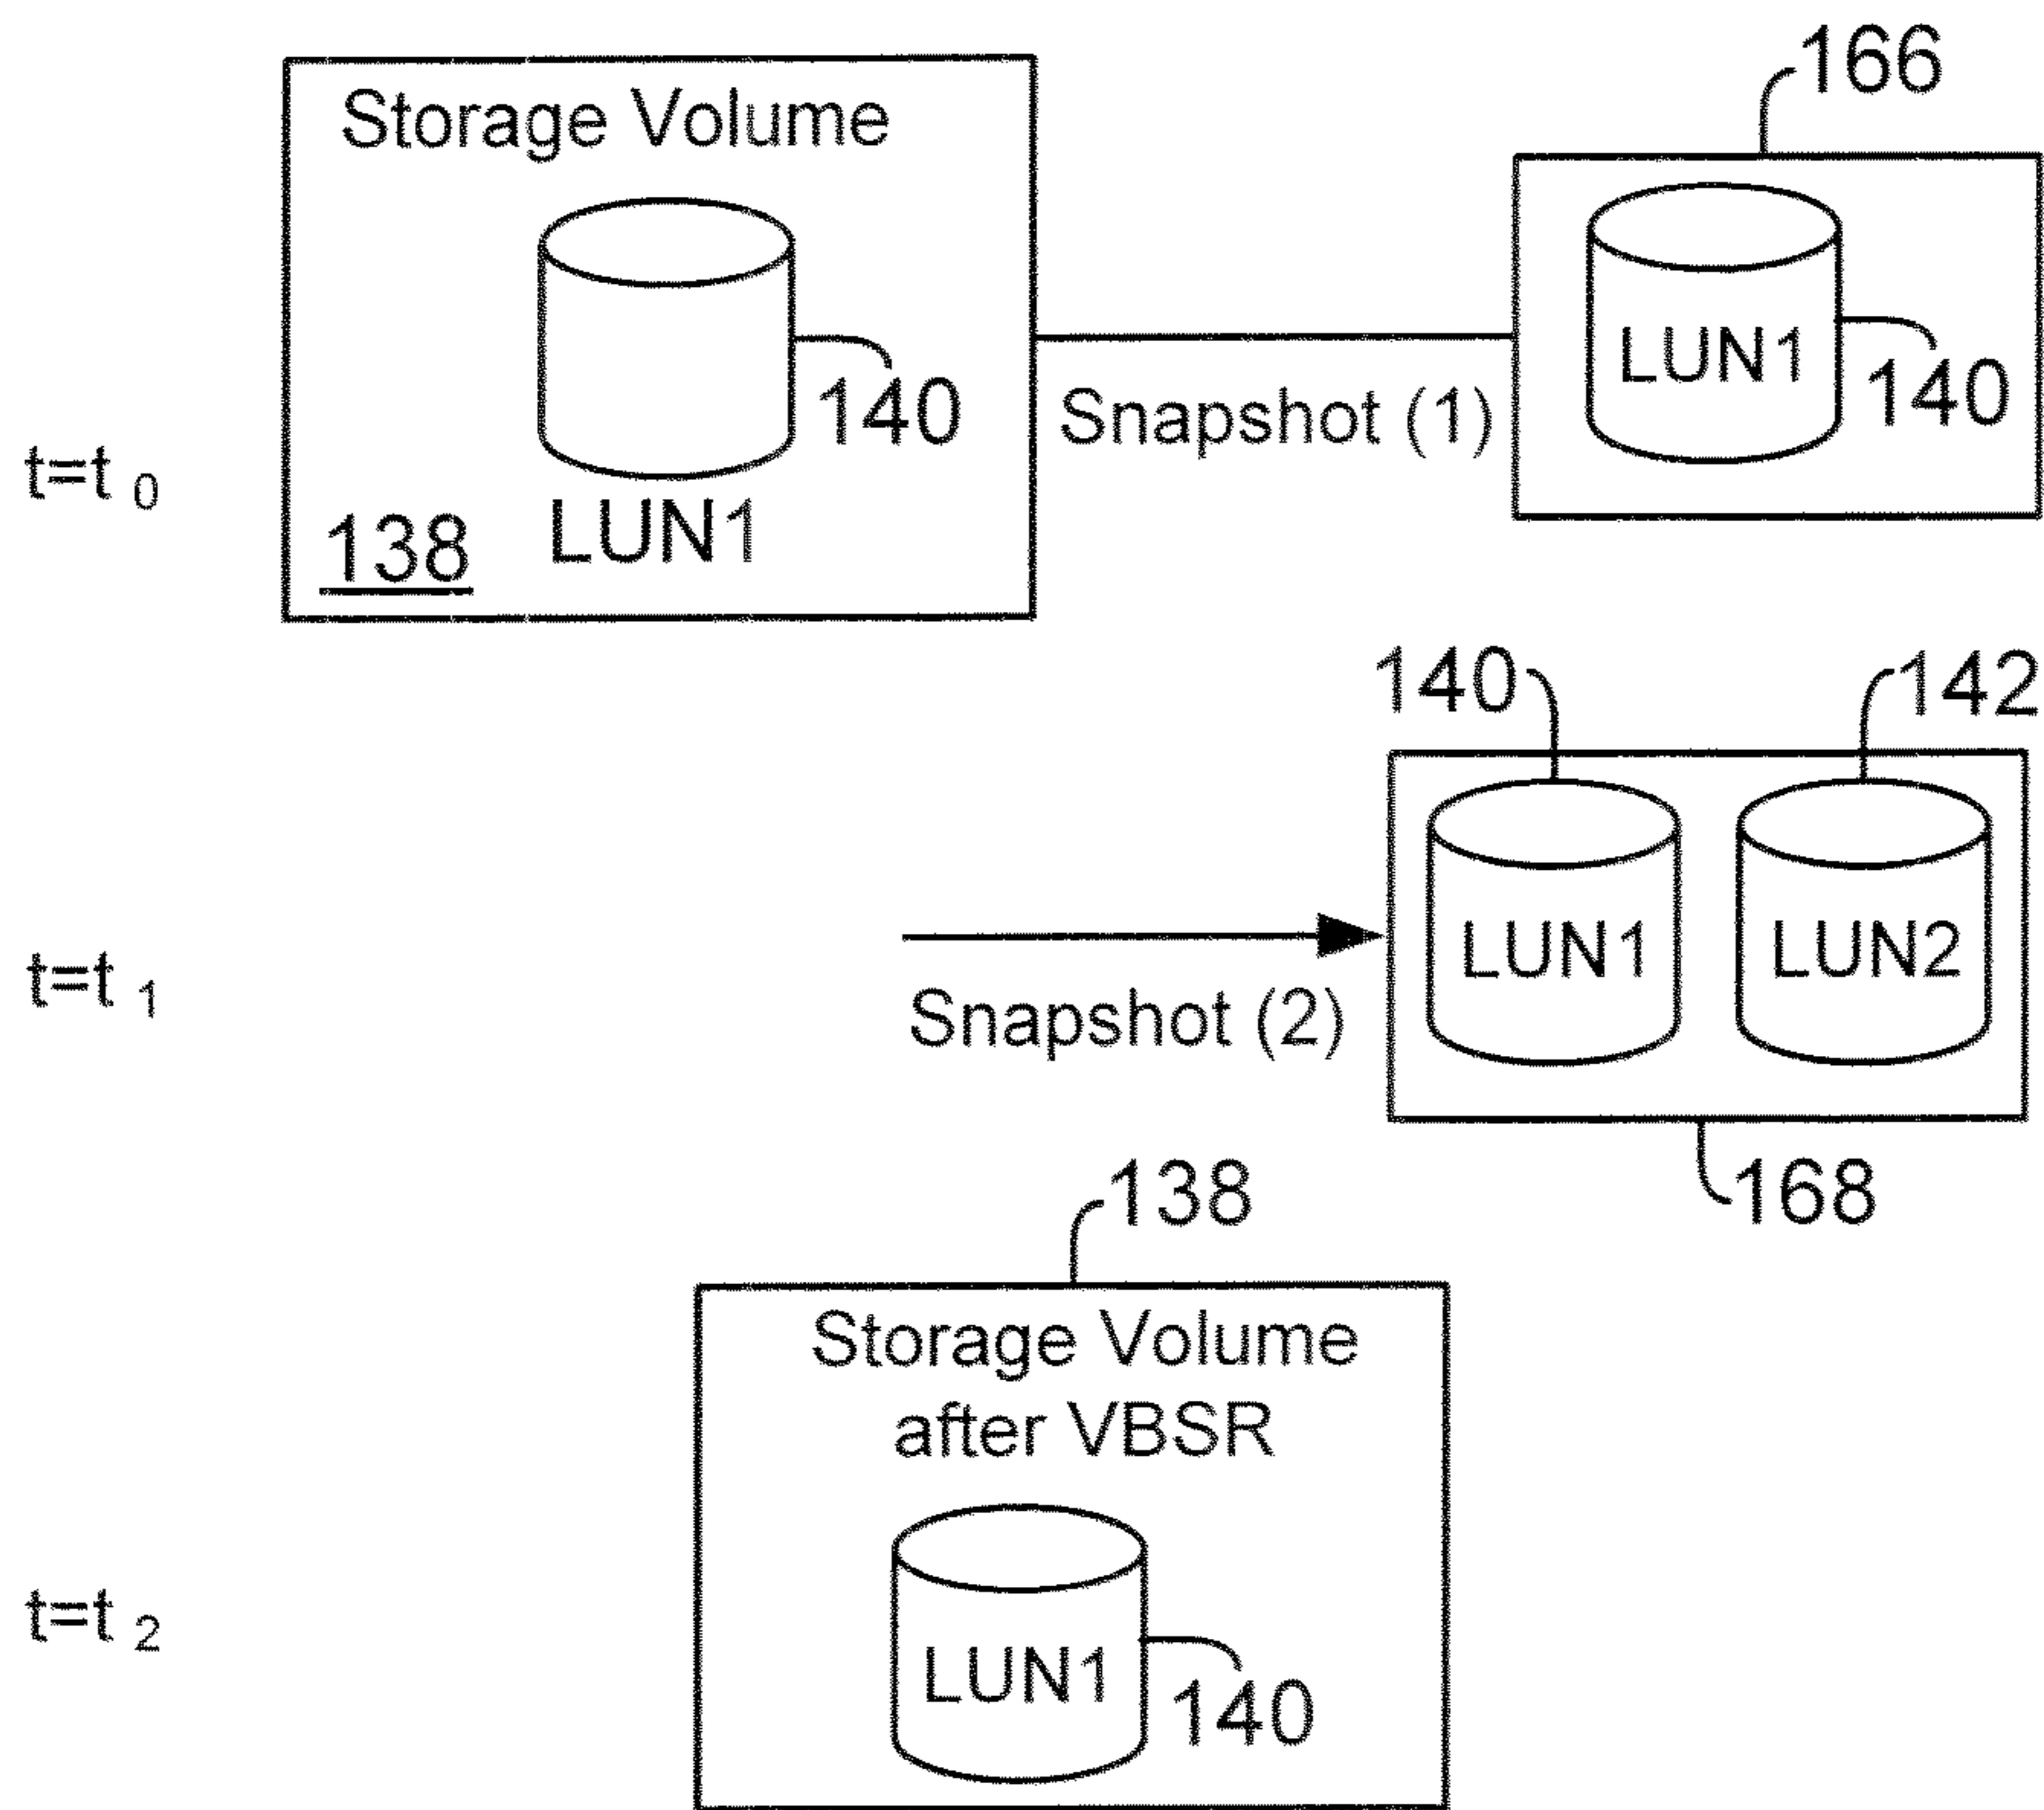 166
Storage Volume
LUN1
140
140
Snapshot (1)
t=t 0
138
LUN1
140
142
LUN1
LUN2
t=t 1
Snapshot (2)
138
168
Storage Volume
after VBSR
t=t 2
LUN1
140